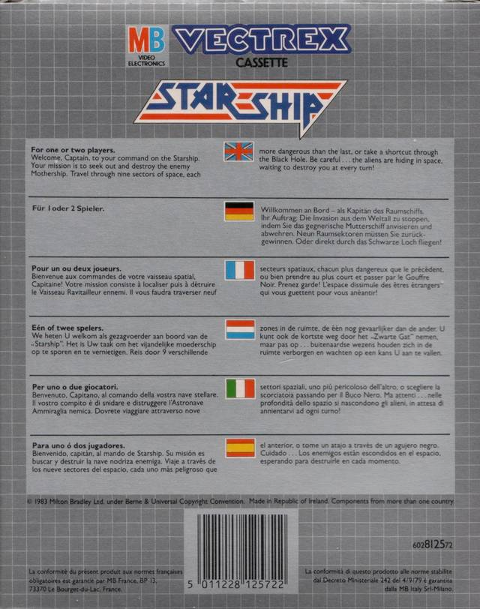 MB
VIDEO
ELECTRONICS
VECTREX
CASSETTE
STAR SHIP
For one or two players.
Welcome, Captain, to your command on the Starship.
Your mission is to seek out and destroy the enemy
Mothership. Travel through nine sectors of space, each
more dangerous than the last, or take a shortcut through
the Black Hole. Be careful . . . the aliens are hiding in space,
waiting to destroy you at every turn!
Für 1 oder 2 Spieler.
Willkommen an Bord – als Kapitän des Raumschiffs.
Ihr Auftrag: Die Invasion aus dem Weltall zu stoppen,
indem Sie das gegnerische Mutterschiff anvisieren und
abwehren. Neun Raumsektoren müssen Sie zurück-
gewinnen. Oder direkt durch das Schwarze Loch fliegen!
Pour un ou deux joueurs.
Bienvenue aux commandes de votre vaisseau spatial,
Capitaine! Votre mission consiste à localiser puis à détruire
le Vaisseau Ravitailleur ennemi. Il vous faudra traverser neuf
secteurs spatiaux, chacun plus dangereux que le précédent,
ou bien prendre au plus court et passer par le Gouffre
Noir. Prenez garde! L'espace dissimule des êtres étrangers
qui vous guettent pour vous anéantir!
Eén of twee spelers.
We heten U welkom als gezagvoerder aan boord van de
„Starship". Het is Uw taak om het vijandelijke moederschip
op te sporen en te vernietigen. Reis door 9 verschillende
zones in de ruimte, de één nog gevaarlijker dan de ander. U
kunt ook de kortste weg door het „Zwarte Gat" nemen,
maar pas op . . . buitenaardse wezens houden zich in de
ruimte verborgen en wachten op een kans U aan te vallen.
Per uno o due giocatori.
Benvenuto, Capitano, al comando della vostra nave stellare.
Il vostro compito è di snidare e distruggere l'Astronave
Ammiraglia nemica. Dovrete viaggiare attraverso nove
settori spaziali, uno più pericoloso dell'altro, o scegliere la
scorciatoia passando per Il Buco Nero. Ma attenti . . . nelle
profondità dello spazio si nascondono gli alieni, in attesa di
annientarvi ad ogni turno!
Para uno ó dos jugadores.
Bienvenido, capitán, al mando de Starship. Su misión es
buscar y destruir la nave nodriza enemiga. Viaje a través de
los nueve sectores del espacio, cada uno más peligroso que
el anterior, o tome un atajo a través de un agujero negro.
Cuidado . . . Los enemigos están escondidos en el espacio,
esperando para destruirle en cada momento.
© 1983 Milton Bradley Ltd. under Berne & Universal Copyright Convention. Made in Republic of Ireland. Components from more than one country.
602812572
La conformité du présent produit aux normes françaises
obligatoires est garantie par MB France, BP 13,
73370 Le Bourget-du-Lac, France.
5 011228 125722
La conformità di questo prodotto alle norme stabilite
dal Decreto Ministeriale 242 del 4/9/79 è garantita
dalla MB Italy Srl-Milano.